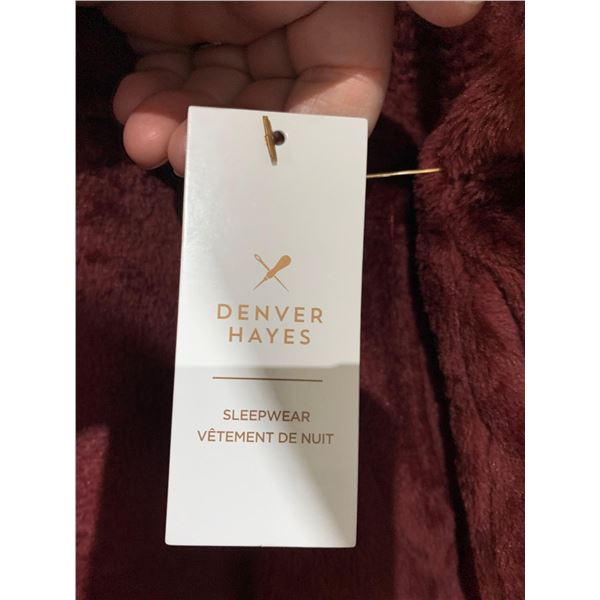 DENVER
HAYES
SLEEPWEAR
VÊTEMENT DE NUIT